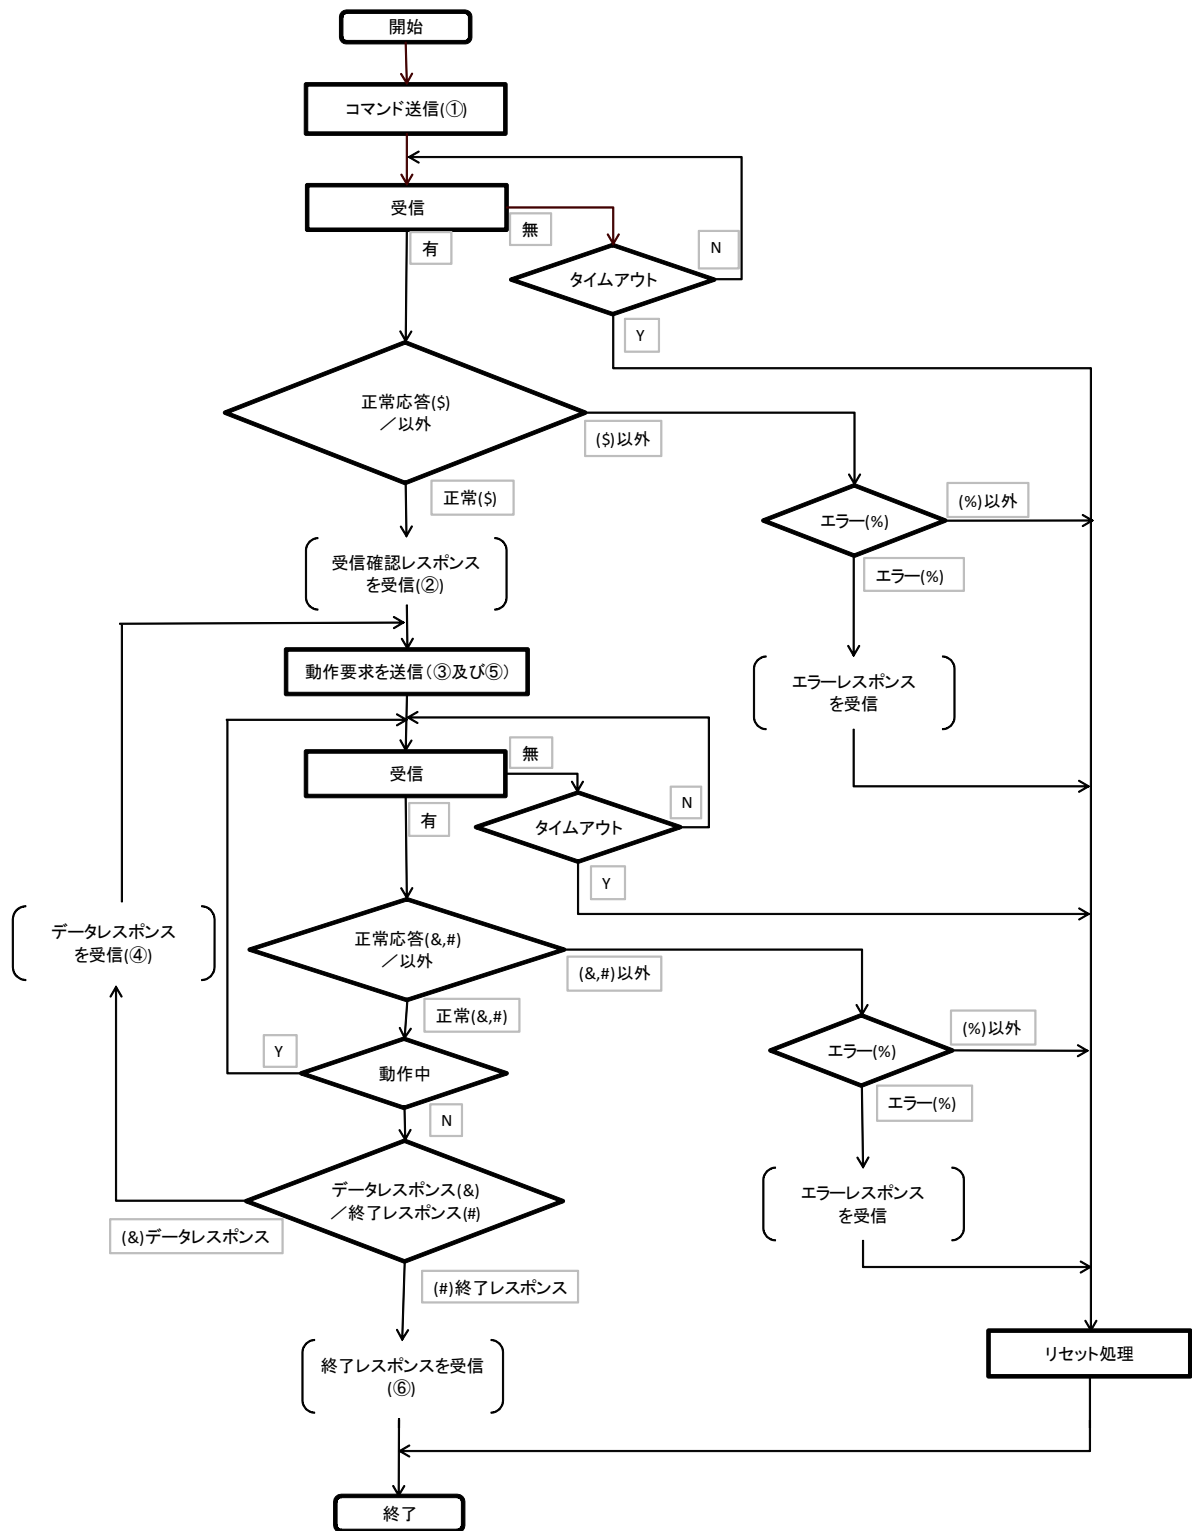 開始
コマンド送信(①)
受信
無
有
タイムアウト
N
Y
正常応答($)
／以外
($)以外
正常($)
エラー(%)
(%)以外
エラー(%)
受信確認レスポンス
を受信(②)
動作要求を送信(③及び⑤)
エラーレスポンス
を受信
受信
無
有
タイムアウト
N
Y
データレスポンス
を受信(④)
正常応答(&,#)
／以外
(&,#)以外
正常(&,#)
エラー(%)
(%)以外
エラー(%)
Y
動作中
N
データレスポンス(&)
／終了レスポンス(#)
(&)データレスポンス
(#)終了レスポンス
エラーレスポンス
を受信
終了レスポンスを受信
(⑥)
リセット処理
終了